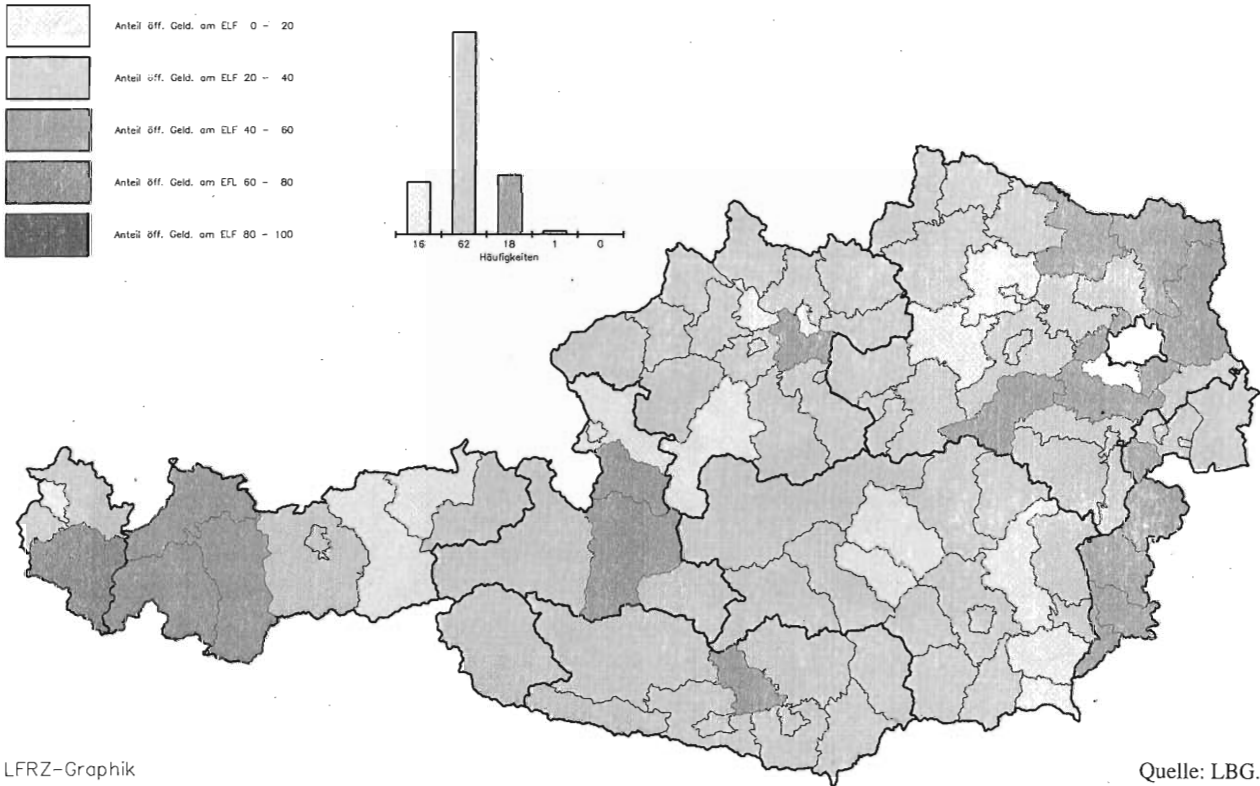 Anteil öff. Geld. am ELF 0 - 20
Anteil öff. Geld. am ELF 20 - 40
Anteil öff. Geld. am ELF 40 - 60
Anteil öff. Geld. am EFL 60 - 80
Anteil öff. Geld. am ELF 80 - 100
16 62 18 1 0
Häufigkeiten
LFRZ-Graphik
Quelle: LBG.